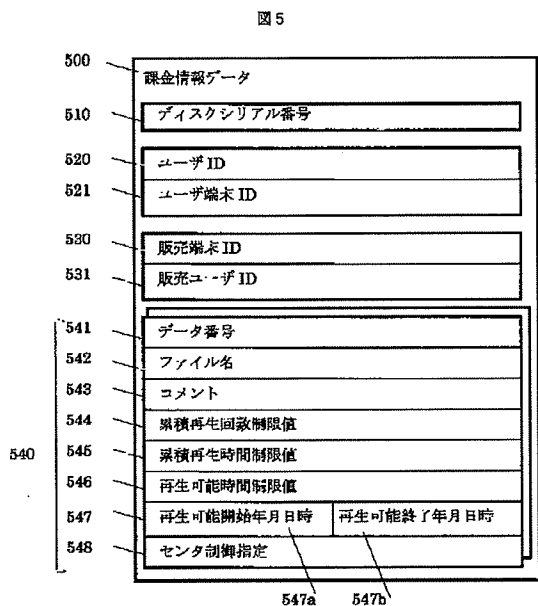 図5
500
課金情報データ
510
ディスクシリアル番号
520
ユーザID
521
ユーザ端末ID
530
販売端末ID
531
販売ユーザID
540
541
データ番号
542
ファイル名
543
コメント
544
累積再生回数制限値
545
累積再生時間制限値
546
再生可能時間制限値
547
再生可能開始年月日時 再生可能終了年月日時
548
センタ制御指定
547a 547b